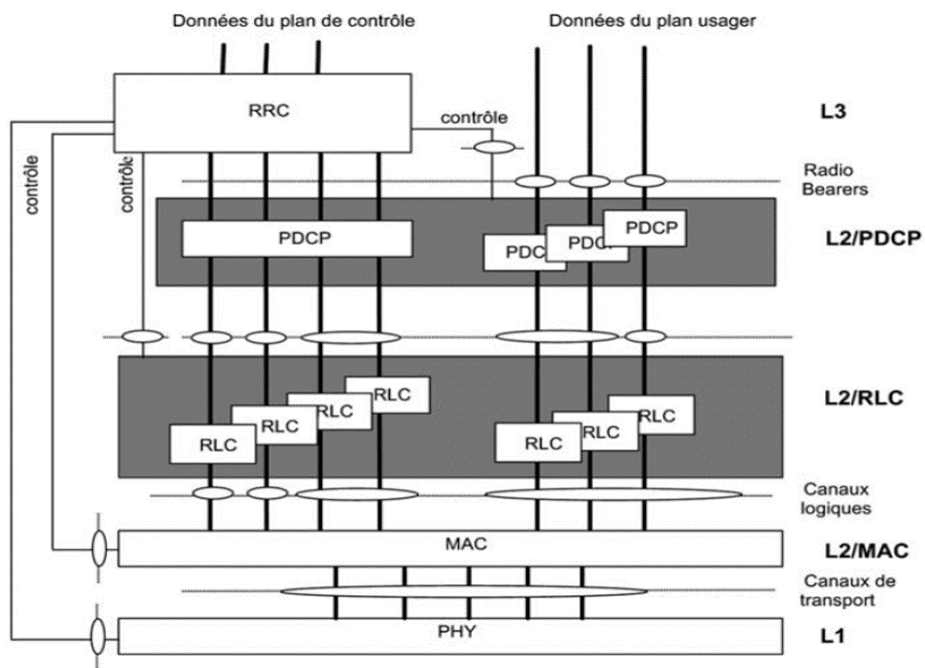 Données du plan de contrôle
Données du plan usager
RRC
contrôle
L3
contrôle
contrôle
Radio
Bearers
PDCP
PDCP
L2/PDCP
RLC
RLC
RLC
RLC
RLC
RLC
RLC
L2/RLC
Canaux
logiques
MAC
L2/MAC
Canaux de
transport
PHY
L1